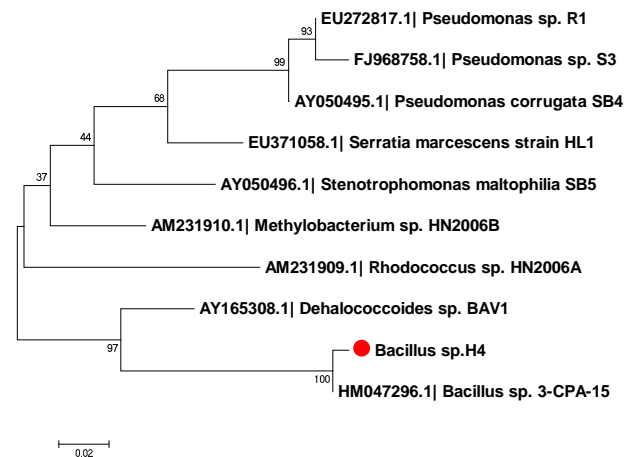 EU272817.1| Pseudomonas sp. R1
93
FJ968758.1| Pseudomonas sp. S3
99
AY050495.1| Pseudomonas corrugata SB4
68
EU371058.1| Serratia marcescens strain HL1
44
AY050496.1| Stenotrophomonas maltophilia SB5
37
AM231910.1| Methylobacterium sp. HN2006B
AM231909.1| Rhodococcus sp. HN2006A
AY165308.1| Dehalococcoides sp. BAV1
97
Bacillus sp.H4
100
HM047296.1| Bacillus sp. 3-CPA-15
0.02